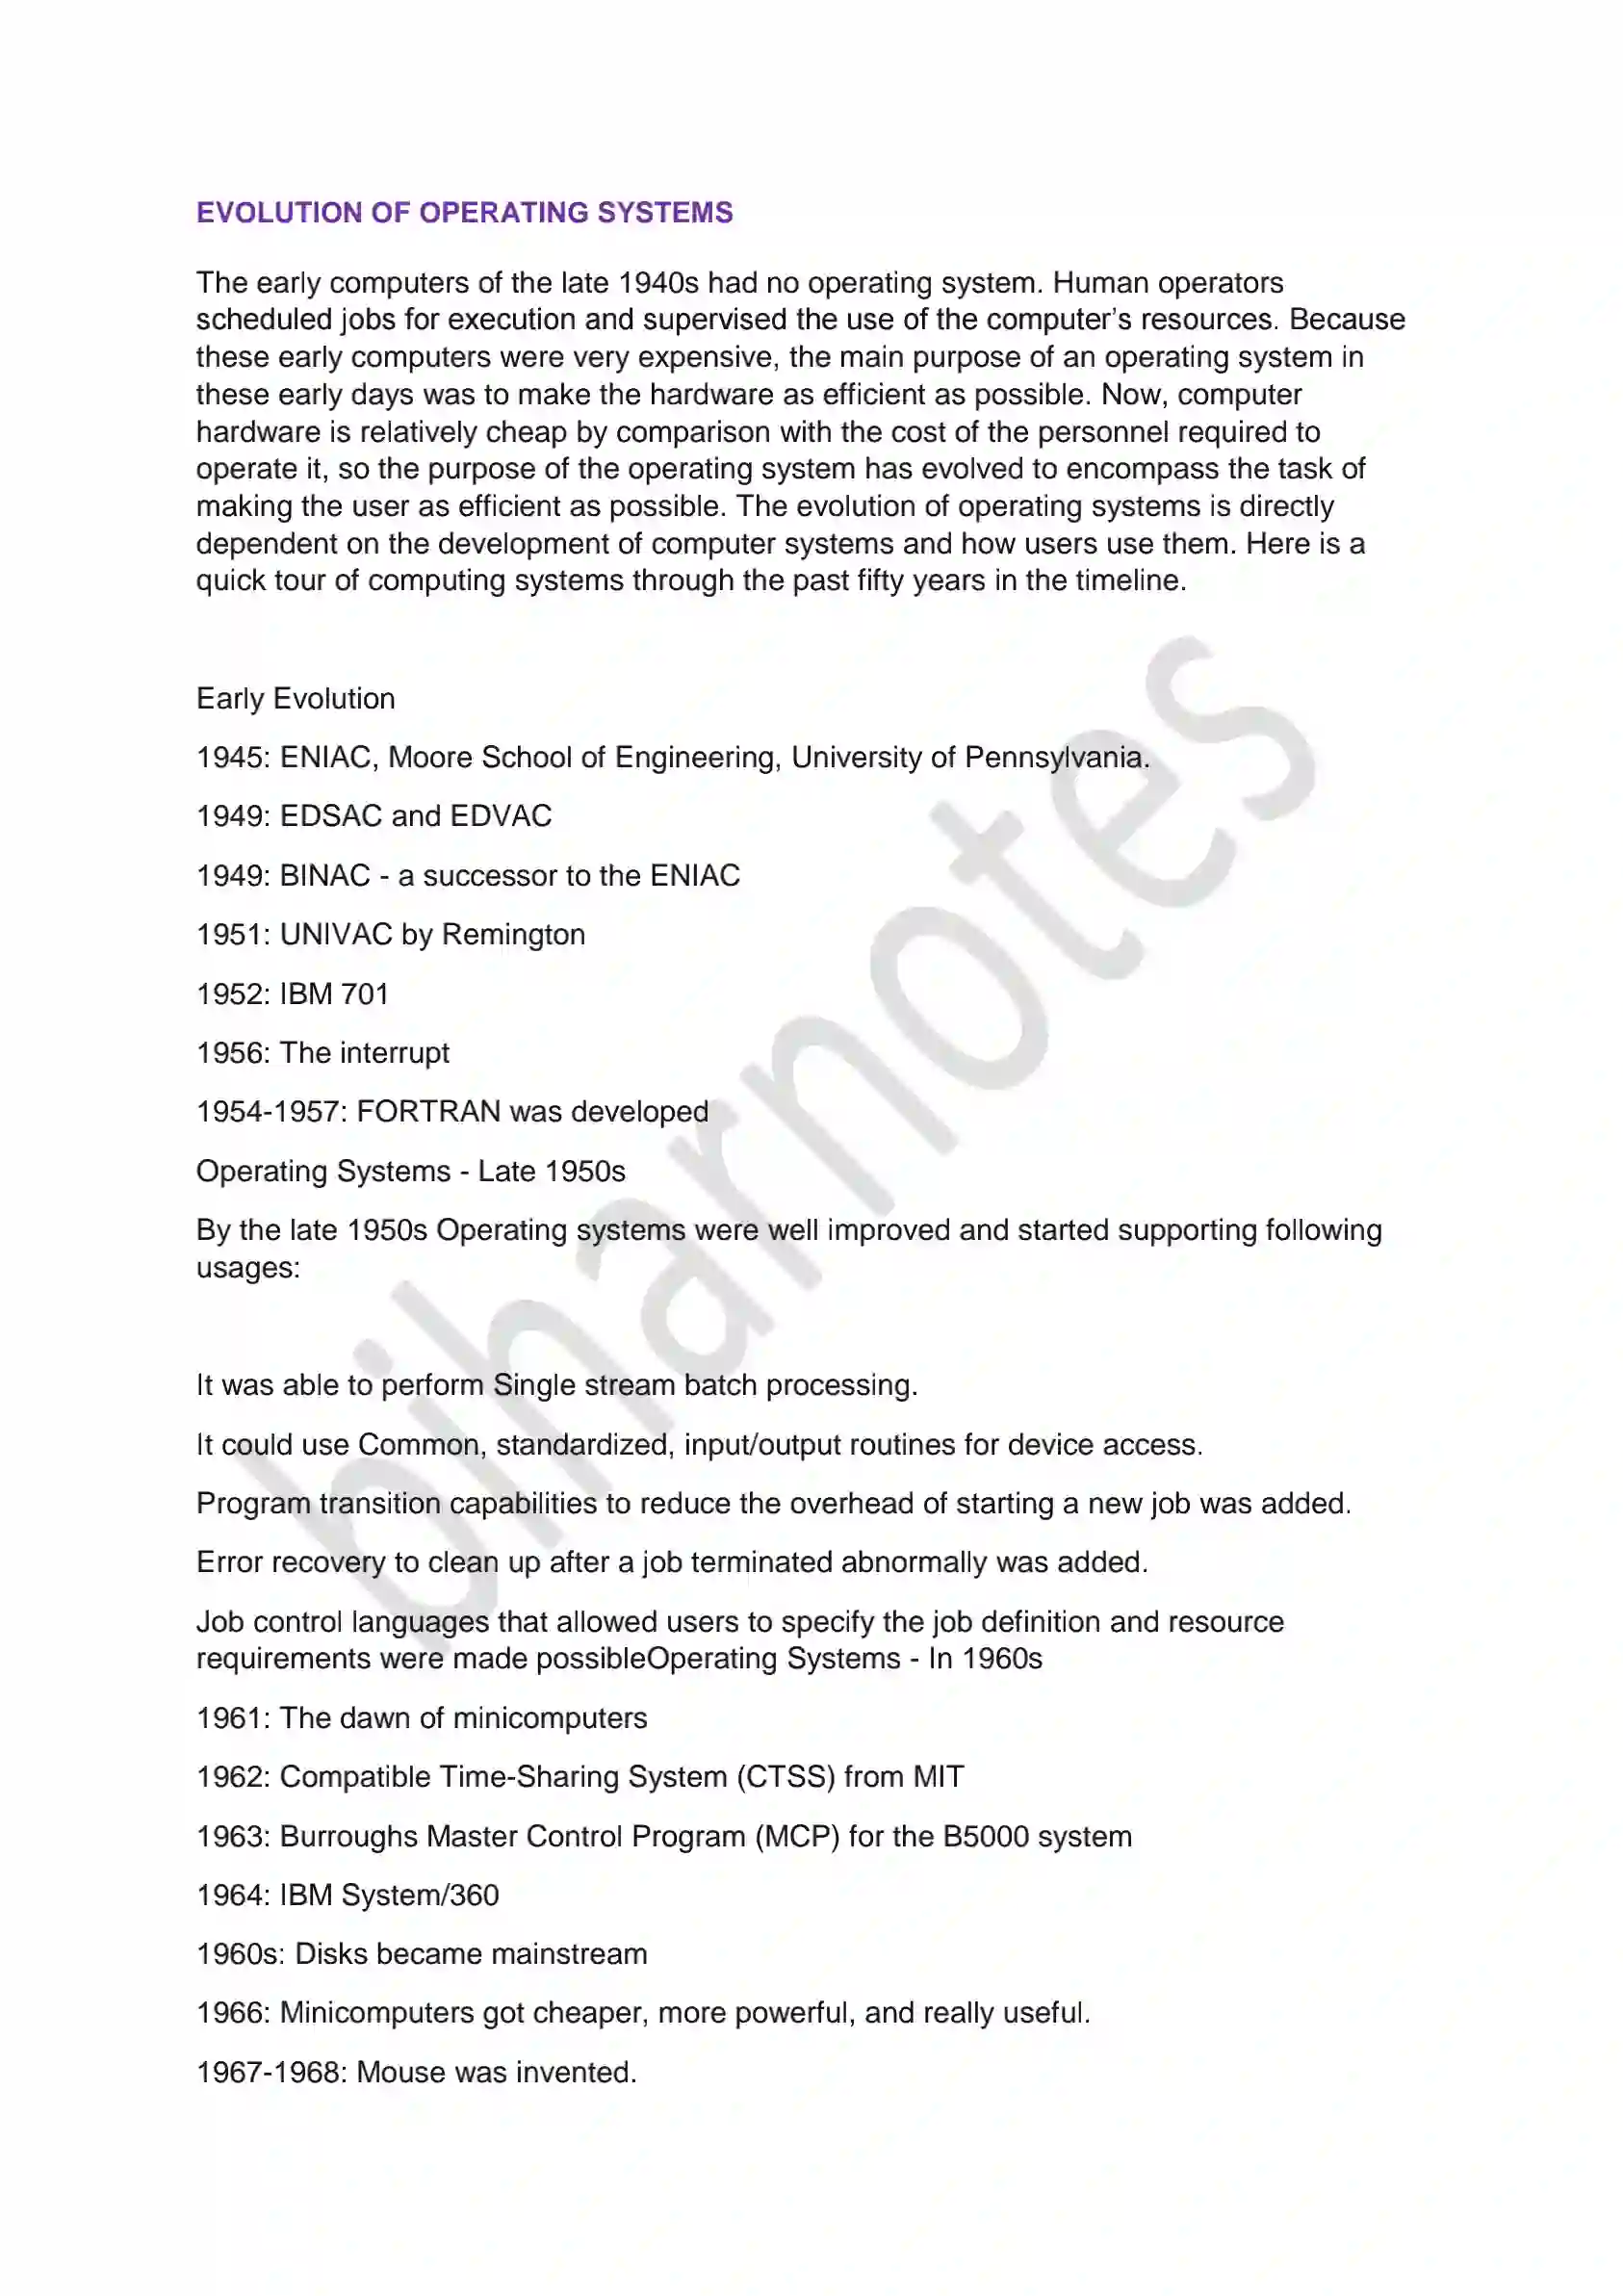 EVOLUTION OF OPERATING SYSTEMS
The early computers of the late 1940s had no operating system. Human operators
scheduled jobs for execution and supervised the use of the computer’s resources. Because
these early computers were very expensive, the main purpose of an operating system in
these early days was to make the hardware as efficient as possible. Now, computer
hardware is relatively cheap by comparison with the cost of the personnel required to
operate it, so the purpose of the operating system has evolved to encompass the task of
making the user as efficient as possible. The evolution of operating systems is directly
dependent on the development of computer systems and how users use them. Here is a
quick tour of computing systems through the past fifty years in the timeline.
Early Evolution
1945: ENIAC, Moore School of Engineering, University of Pennsylvania.
1949: EDSAC and EDVAC
1949: BINAC - a successor to the ENIAC
1951: UNIVAC by Remington
1952: IBM 701
1956: The interrupt
1954-1957: FORTRAN was developed
Operating Systems - Late 1950s
By the late 1950s Operating systems were well improved and started supporting following
usages:
It was able to perform Single stream batch processing.
It could use Common, standardized, input/output routines for device access.
Program transition capabilities to reduce the overhead of starting a new job was added.
Error recovery to clean up after a job terminated abnormally was added.
Job control languages that allowed users to specify the job definition and resource
requirements were made possibleOperating Systems - In 1960s
1961: The dawn of minicomputers
1962: Compatible Time-Sharing System (CTSS) from MIT
1963: Burroughs Master Control Program (MCP) for the B5000 system
1964: IBM System/360
1960s: Disks became mainstream
1966: Minicomputers got cheaper, more powerful, and really useful.
1967-1968: Mouse was invented.
biharnotes